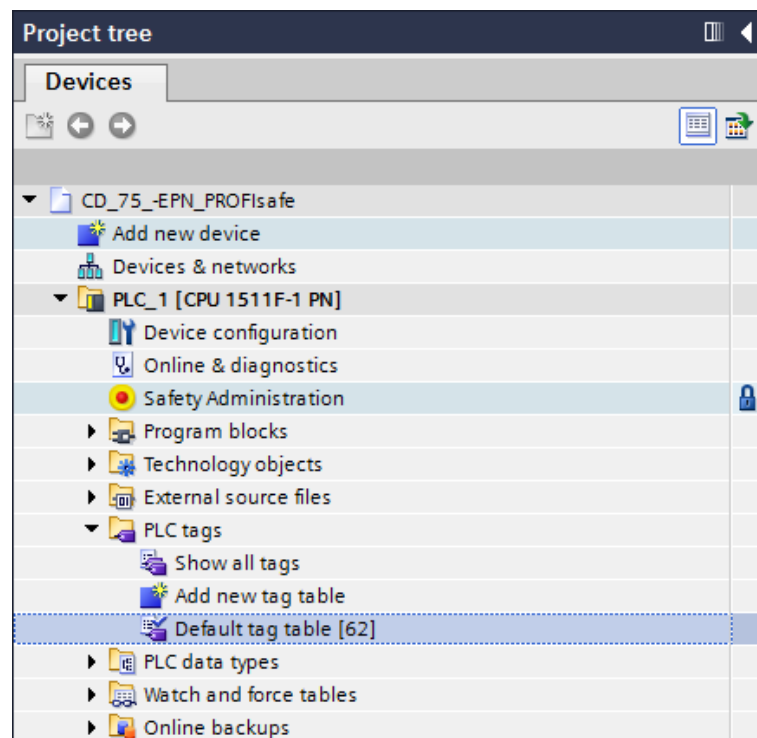 Project tree
Devices
CD_75_-EPN_PROFIsafe
Add new device
Devices & networks
PLC_1 [CPU 1511F-1 PN]
Device configuration
Online & diagnostics
Safety Administration
Program blocks
Technology objects
External source files
PLC tags
Show all tags
Add new tag table
Default tag table [62]
PLC data types
Watch and force tables
Online backups